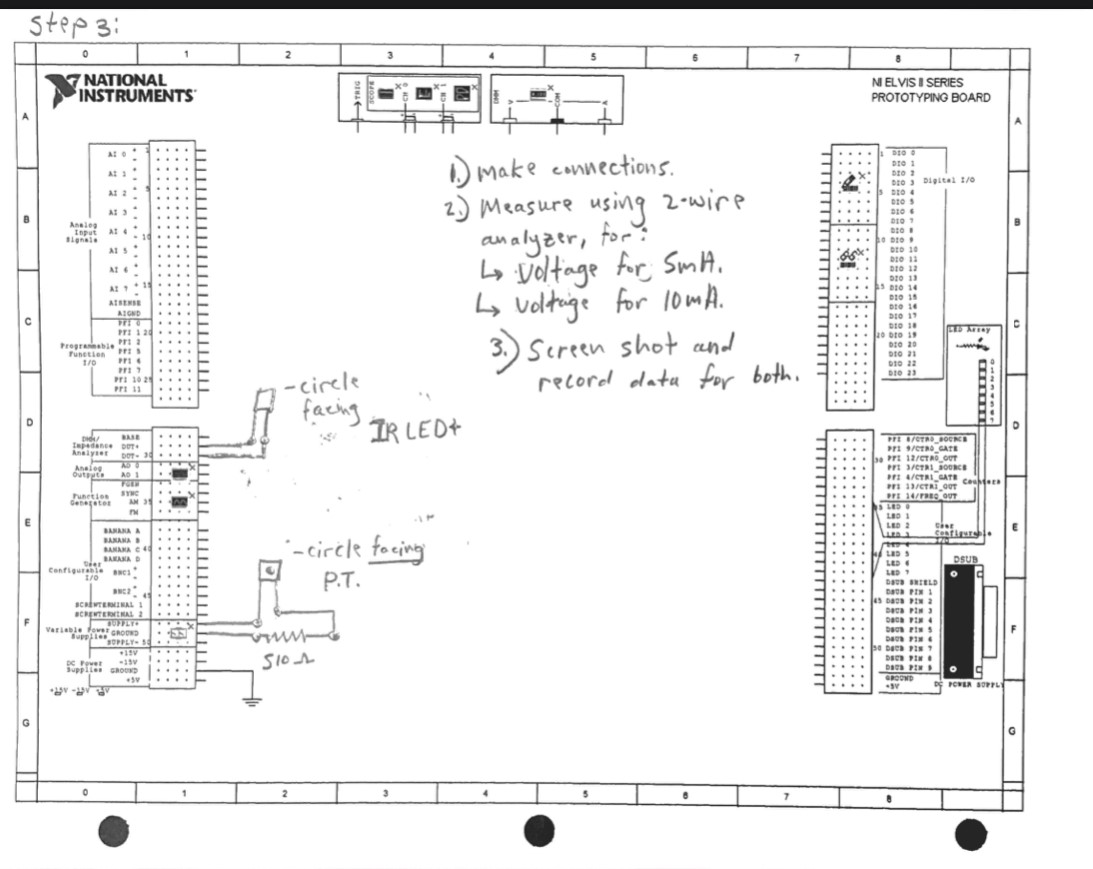 Step 3:
0 1 2 3 4 5 6 7 8
NATIONAL
INSTRUMENTS
NI ELVIS II SERIES
PROTOTYPING BOARD
TRIG
SCOPE
CH 0
CH 1
DMM
V
COM
A
A
B
C
D
E
F
G
AI 0
AI 1
AI 2
AI 3
AI 4
AI 5
AI 6
AI 7
AISENSE
AIGND
Analog
Input
Signals
PFI 0
PFI 1
PFI 2
PFI 5
PFI 6
PFI 7
PFI 10
PFI 11
Programmable
Function
I/O
DMM/
Impedance
Analyzer
BASE
DUT+
DUT-
Analog
Outputs
AO 0
AO 1
Function
Generator
FGEN
SYNC
AM
FM
BANANA A
BANANA B
BANANA C
BANANA D
User
Configurable
I/O
BNC1
BNC2
SCREWTERMINAL 1
SCREWTERMINAL 2
Variable Power
Supplies
SUPPLY+
GROUND
SUPPLY-
DC Power
Supplies
+15V
-15V
GROUND
+5V
+15V -15V +5V
1.) Make connections.
2.) Measure using 2-wire
analyzer, for:
↳ Voltage for 5mA.
↳ Voltage for 10mA.
3.) Screen shot and
record data for both.
-circle
facing
IR LED+
-circle facing
P.T.
510 Ω
DIO 0
DIO 1
DIO 2
DIO 3
DIO 4
DIO 5
DIO 6
DIO 7
DIO 8
DIO 9
DIO 10
DIO 11
DIO 12
DIO 13
DIO 14
DIO 15
DIO 16
DIO 17
DIO 18
DIO 19
DIO 20
DIO 21
DIO 22
DIO 23
Digital I/O
LED Array
0
1
2
3
4
5
6
7
PFI 8/CTR0_SOURCE
PFI 9/CTR0_GATE
PFI 12/CTR0_OUT
PFI 3/CTR1_SOURCE
PFI 4/CTR1_GATE
PFI 13/CTR1_OUT
PFI 14/FREQ_OUT
Counters
LED 0
LED 1
LED 2
LED 3
LED 4
LED 5
LED 6
LED 7
User
Configurable
I/O
DSUB
DSUB SHIELD
DSUB PIN 1
DSUB PIN 2
DSUB PIN 3
DSUB PIN 4
DSUB PIN 5
DSUB PIN 6
DSUB PIN 7
DSUB PIN 8
DSUB PIN 9
GROUND
+5V
DC POWER SUPPLY
A
B
C
D
E
F
G
0 1 2 3 4 5 6 7 8